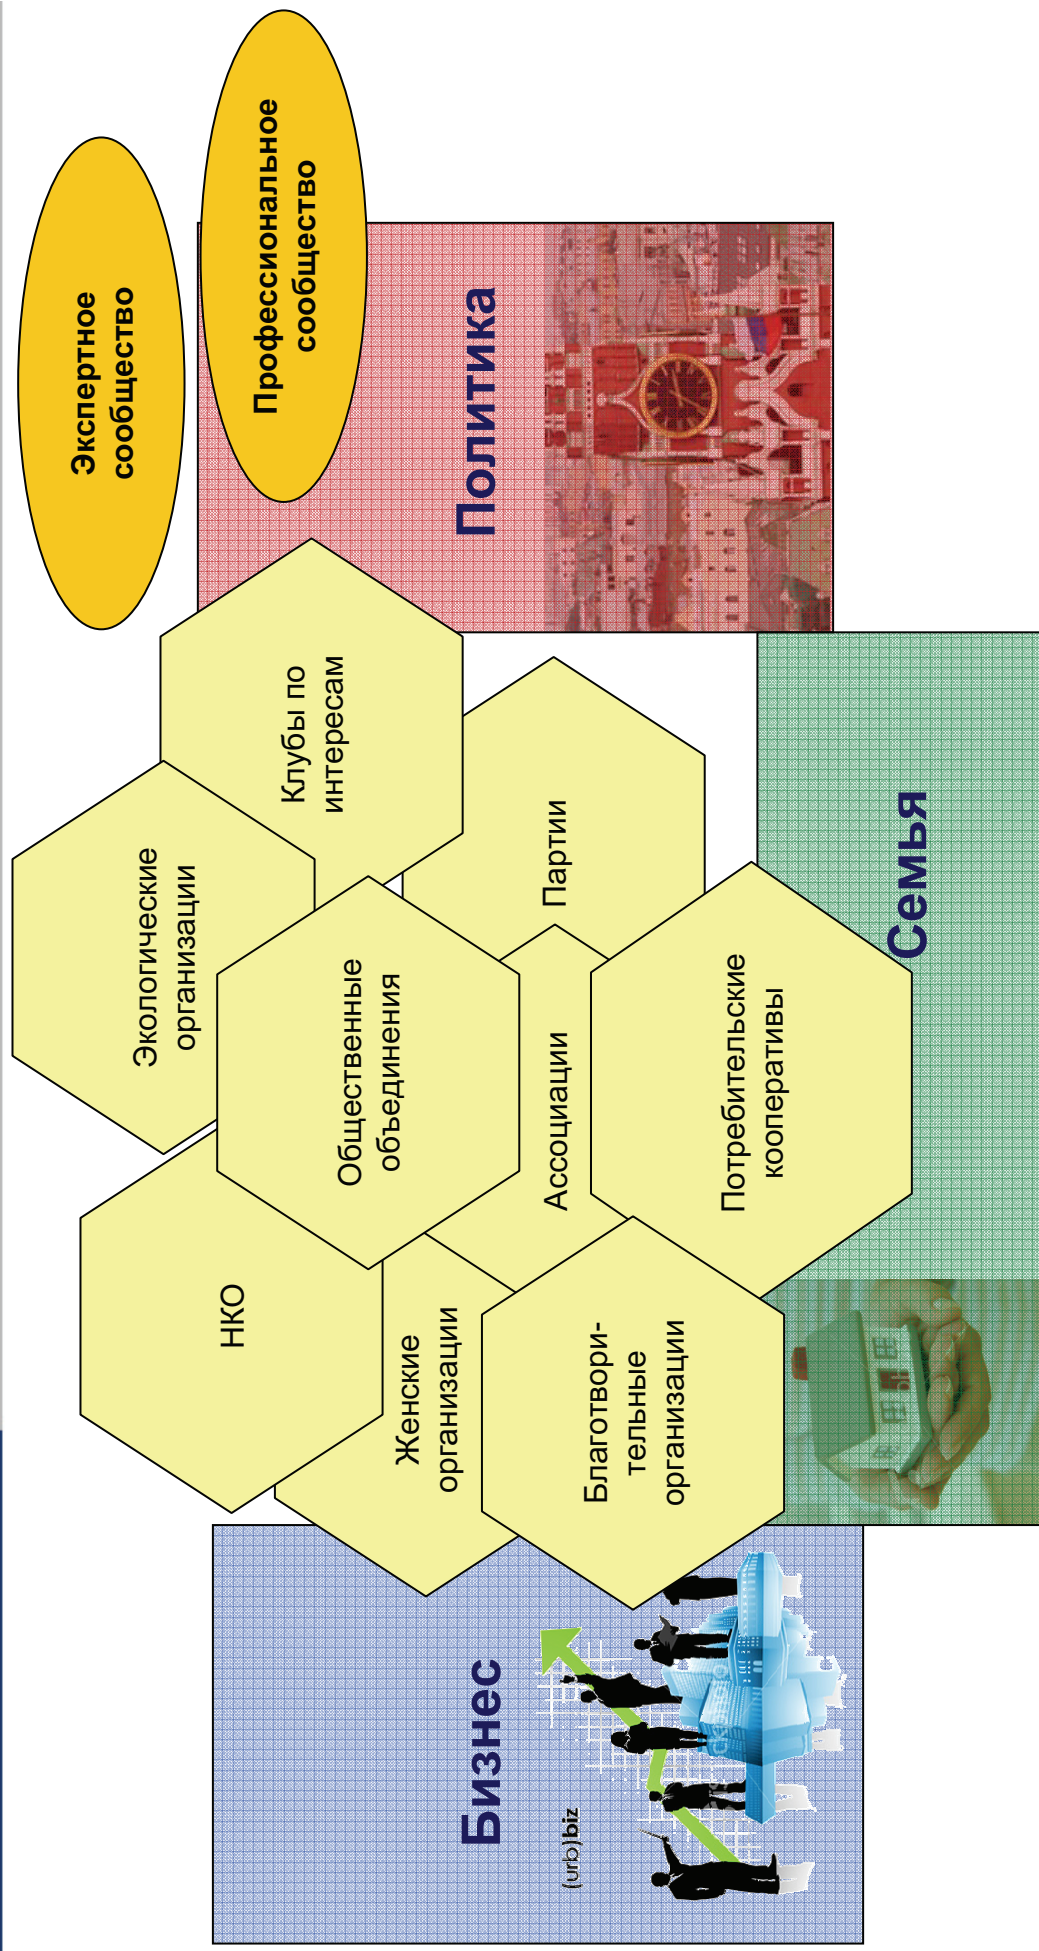 Экспертное
сообщество
Профессиональное
сообщество
Экологические
организации
НКО
Клубы по
интересам
Общественные
объединения
Женские
организации
Бизнес
Политика
Партии
Ассоциации
(urb)biz
Благотвори-
тельные
организации
Потребительские
кооперативы
Семья